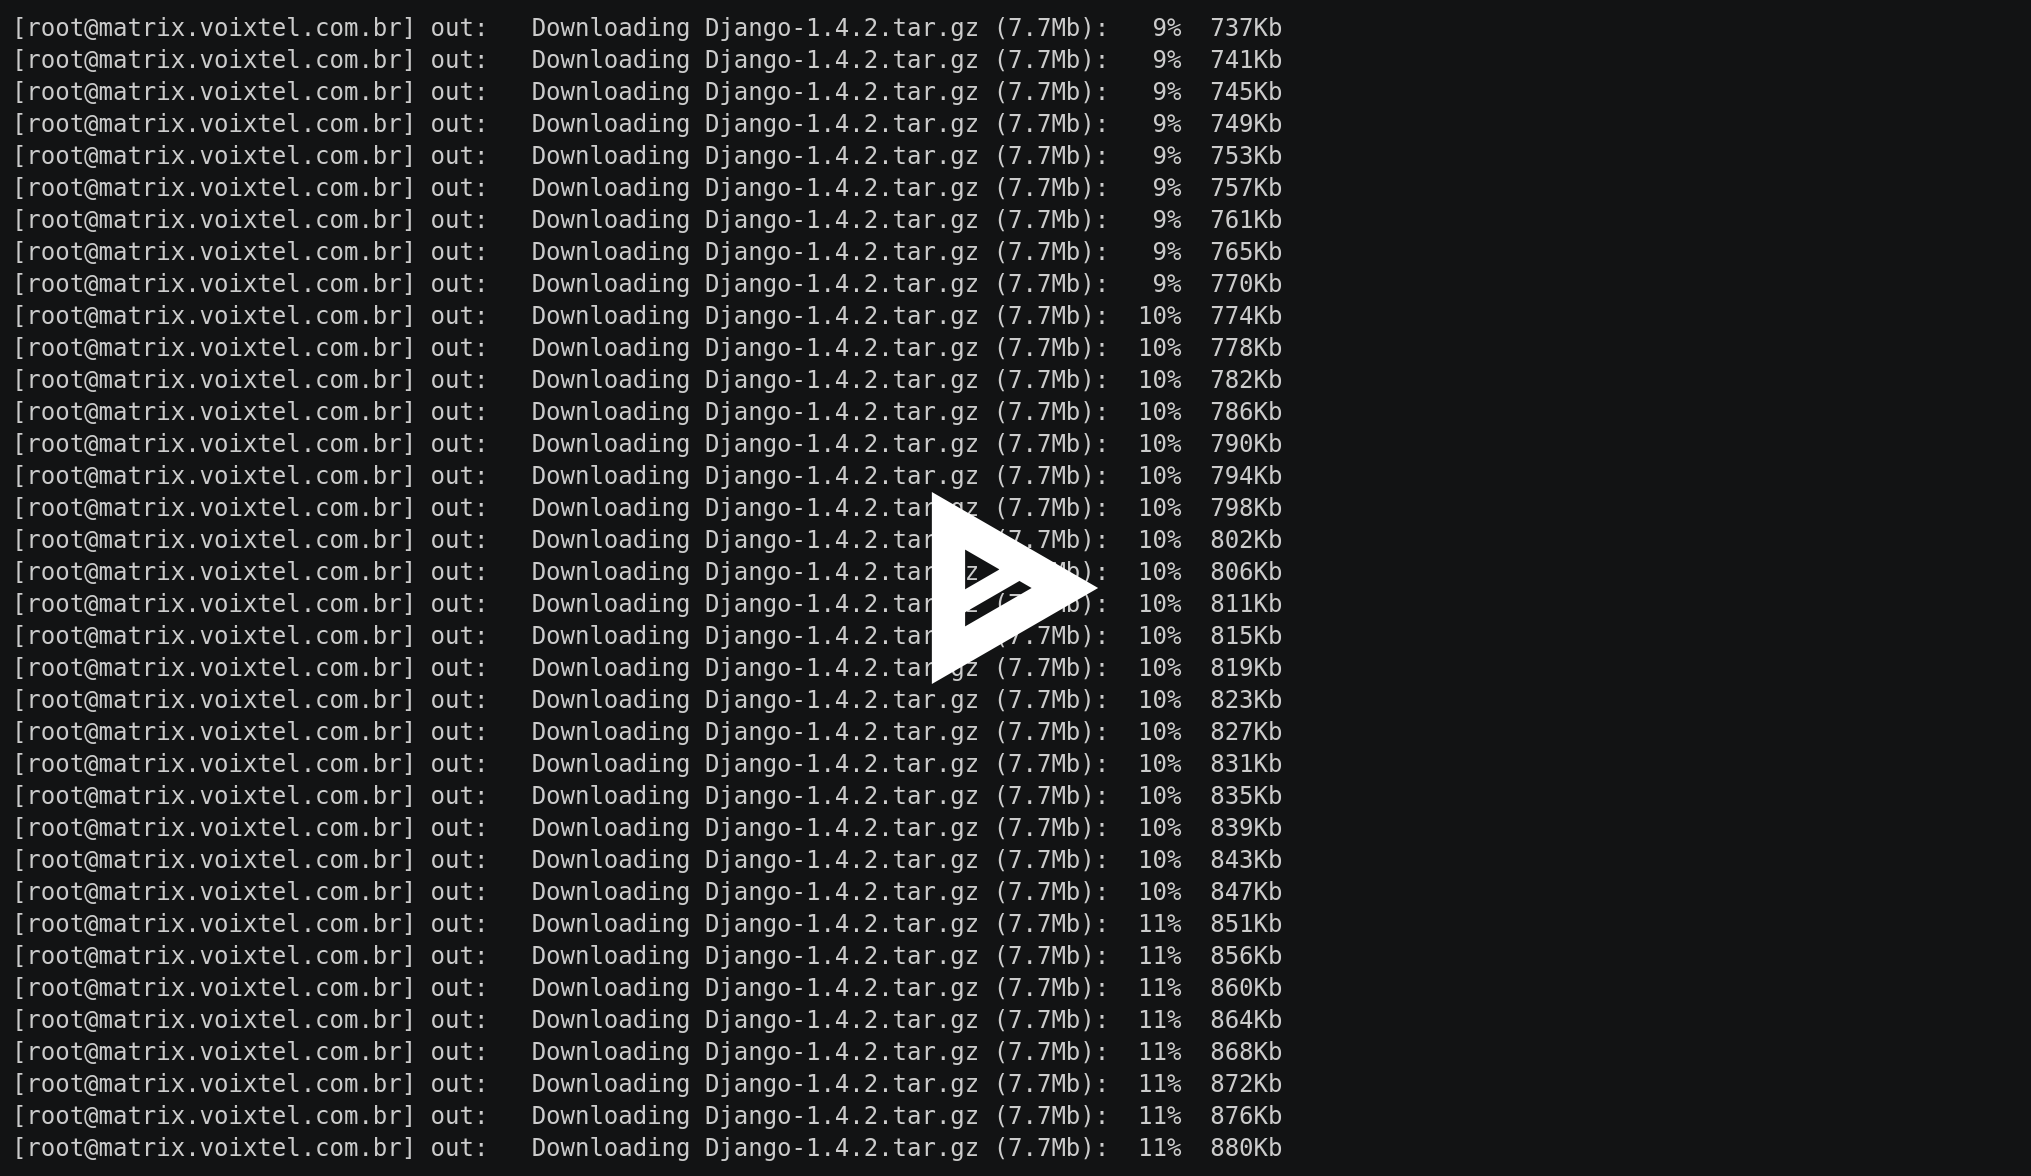 [root@matrix.voixtel.com.br] out:   Downloading Django-1.4.2.tar.gz (7.7Mb):   9%  737Kb
[root@matrix.voixtel.com.br] out:   Downloading Django-1.4.2.tar.gz (7.7Mb):   9%  741Kb
[root@matrix.voixtel.com.br] out:   Downloading Django-1.4.2.tar.gz (7.7Mb):   9%  745Kb
[root@matrix.voixtel.com.br] out:   Downloading Django-1.4.2.tar.gz (7.7Mb):   9%  749Kb
[root@matrix.voixtel.com.br] out:   Downloading Django-1.4.2.tar.gz (7.7Mb):   9%  753Kb
[root@matrix.voixtel.com.br] out:   Downloading Django-1.4.2.tar.gz (7.7Mb):   9%  757Kb
[root@matrix.voixtel.com.br] out:   Downloading Django-1.4.2.tar.gz (7.7Mb):   9%  761Kb
[root@matrix.voixtel.com.br] out:   Downloading Django-1.4.2.tar.gz (7.7Mb):   9%  765Kb
[root@matrix.voixtel.com.br] out:   Downloading Django-1.4.2.tar.gz (7.7Mb):   9%  770Kb
[root@matrix.voixtel.com.br] out:   Downloading Django-1.4.2.tar.gz (7.7Mb):  10%  774Kb
[root@matrix.voixtel.com.br] out:   Downloading Django-1.4.2.tar.gz (7.7Mb):  10%  778Kb
[root@matrix.voixtel.com.br] out:   Downloading Django-1.4.2.tar.gz (7.7Mb):  10%  782Kb
[root@matrix.voixtel.com.br] out:   Downloading Django-1.4.2.tar.gz (7.7Mb):  10%  786Kb
[root@matrix.voixtel.com.br] out:   Downloading Django-1.4.2.tar.gz (7.7Mb):  10%  790Kb
[root@matrix.voixtel.com.br] out:   Downloading Django-1.4.2.tar.gz (7.7Mb):  10%  794Kb
[root@matrix.voixtel.com.br] out:   Downloading Django-1.4.2.tar.gz (7.7Mb):  10%  798Kb
[root@matrix.voixtel.com.br] out:   Downloading Django-1.4.2.tar (7.7Mb):  10%  802Kb
[root@matrix.voixtel.com.br] out:   Downloading Django-1.4.2.tar 10%  806Kb
[root@matrix.voixtel.com.br] out:   Downloading Django-1.4.2.tar 10%  811Kb
[root@matrix.voixtel.com.br] out:   Downloading Django-1.4.2.tar (7.7Mb):  10%  815Kb
[root@matrix.voixtel.com.br] out:   Downloading Django-1.4.2.tar.gz (7.7Mb):  10%  819Kb
[root@matrix.voixtel.com.br] out:   Downloading Django-1.4.2.tar.gz (7.7Mb):  10%  823Kb
[root@matrix.voixtel.com.br] out:   Downloading Django-1.4.2.tar.gz (7.7Mb):  10%  827Kb
[root@matrix.voixtel.com.br] out:   Downloading Django-1.4.2.tar.gz (7.7Mb):  10%  831Kb
[root@matrix.voixtel.com.br] out:   Downloading Django-1.4.2.tar.gz (7.7Mb):  10%  835Kb
[root@matrix.voixtel.com.br] out:   Downloading Django-1.4.2.tar.gz (7.7Mb):  10%  839Kb
[root@matrix.voixtel.com.br] out:   Downloading Django-1.4.2.tar.gz (7.7Mb):  10%  843Kb
[root@matrix.voixtel.com.br] out:   Downloading Django-1.4.2.tar.gz (7.7Mb):  10%  847Kb
[root@matrix.voixtel.com.br] out:   Downloading Django-1.4.2.tar.gz (7.7Mb):  11%  851Kb
[root@matrix.voixtel.com.br] out:   Downloading Django-1.4.2.tar.gz (7.7Mb):  11%  856Kb
[root@matrix.voixtel.com.br] out:   Downloading Django-1.4.2.tar.gz (7.7Mb):  11%  860Kb
[root@matrix.voixtel.com.br] out:   Downloading Django-1.4.2.tar.gz (7.7Mb):  11%  864Kb
[root@matrix.voixtel.com.br] out:   Downloading Django-1.4.2.tar.gz (7.7Mb):  11%  868Kb
[root@matrix.voixtel.com.br] out:   Downloading Django-1.4.2.tar.gz (7.7Mb):  11%  872Kb
[root@matrix.voixtel.com.br] out:   Downloading Django-1.4.2.tar.gz (7.7Mb):  11%  876Kb
[root@matrix.voixtel.com.br] out:   Downloading Django-1.4.2.tar.gz (7.7Mb):  11%  880Kb